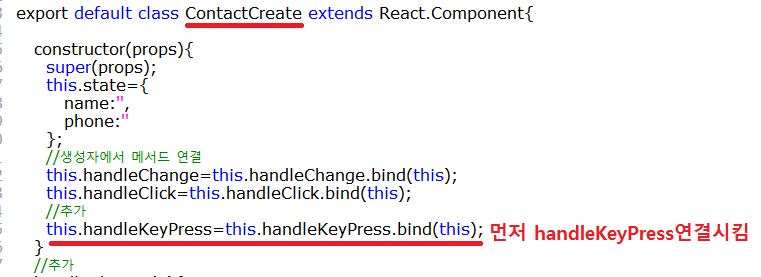 export default class ContactCreate extends React.Component{
constructor(props){
super(props);
this.state={
name:'',
phone:''
};
//생성자에서 메서드 연결
this.handleChange=this.handleChange.bind(this);
this.handleClick=this.handleClick.bind(this);
//추가
this.handleKeyPress=this.handleKeyPress.bind(this); 먼저 handleKeyPress연결시킴
}
//추가